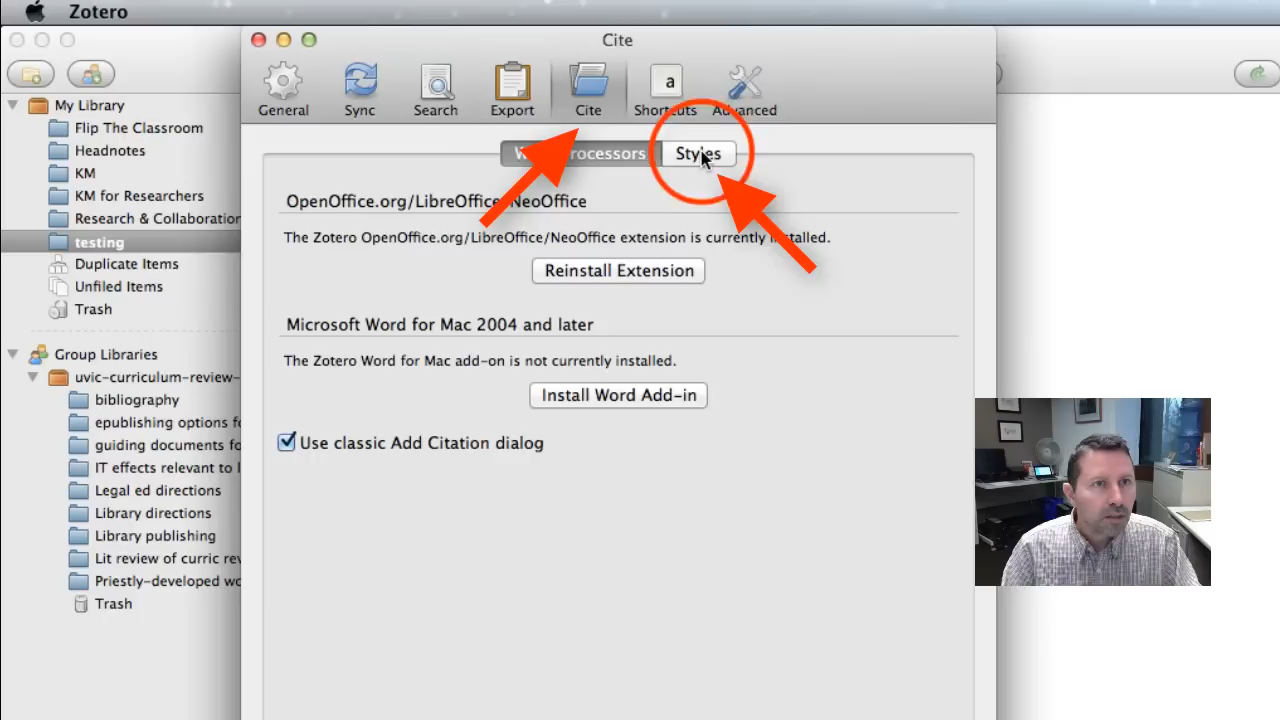 Zotero
Cite
General
Sync
Search
Export
Cite
Shortcuts
Advanced
My Library
Flip The Classroom
Headnotes
KM
KM for Researchers
Research & Collaboration
testing
Duplicate Items
Unfiled Items
Trash
Group Libraries
uvic-curriculum-review-
bibliography
epublishing options fo
guiding documents fo
IT effects relevant to l
Legal ed directions
Library directions
Library publishing
Lit review of curric rev
Priestly-developed wo
Trash
Styles
OpenOffice.org/LibreOffice/NeoOffice
The Zotero OpenOffice.org/LibreOffice/NeoOffice extension is currently installed.
Reinstall Extension
Microsoft Word for Mac 2004 and later
The Zotero Word for Mac add-on is not currently installed.
Install Word Add-in
Use classic Add Citation dialog